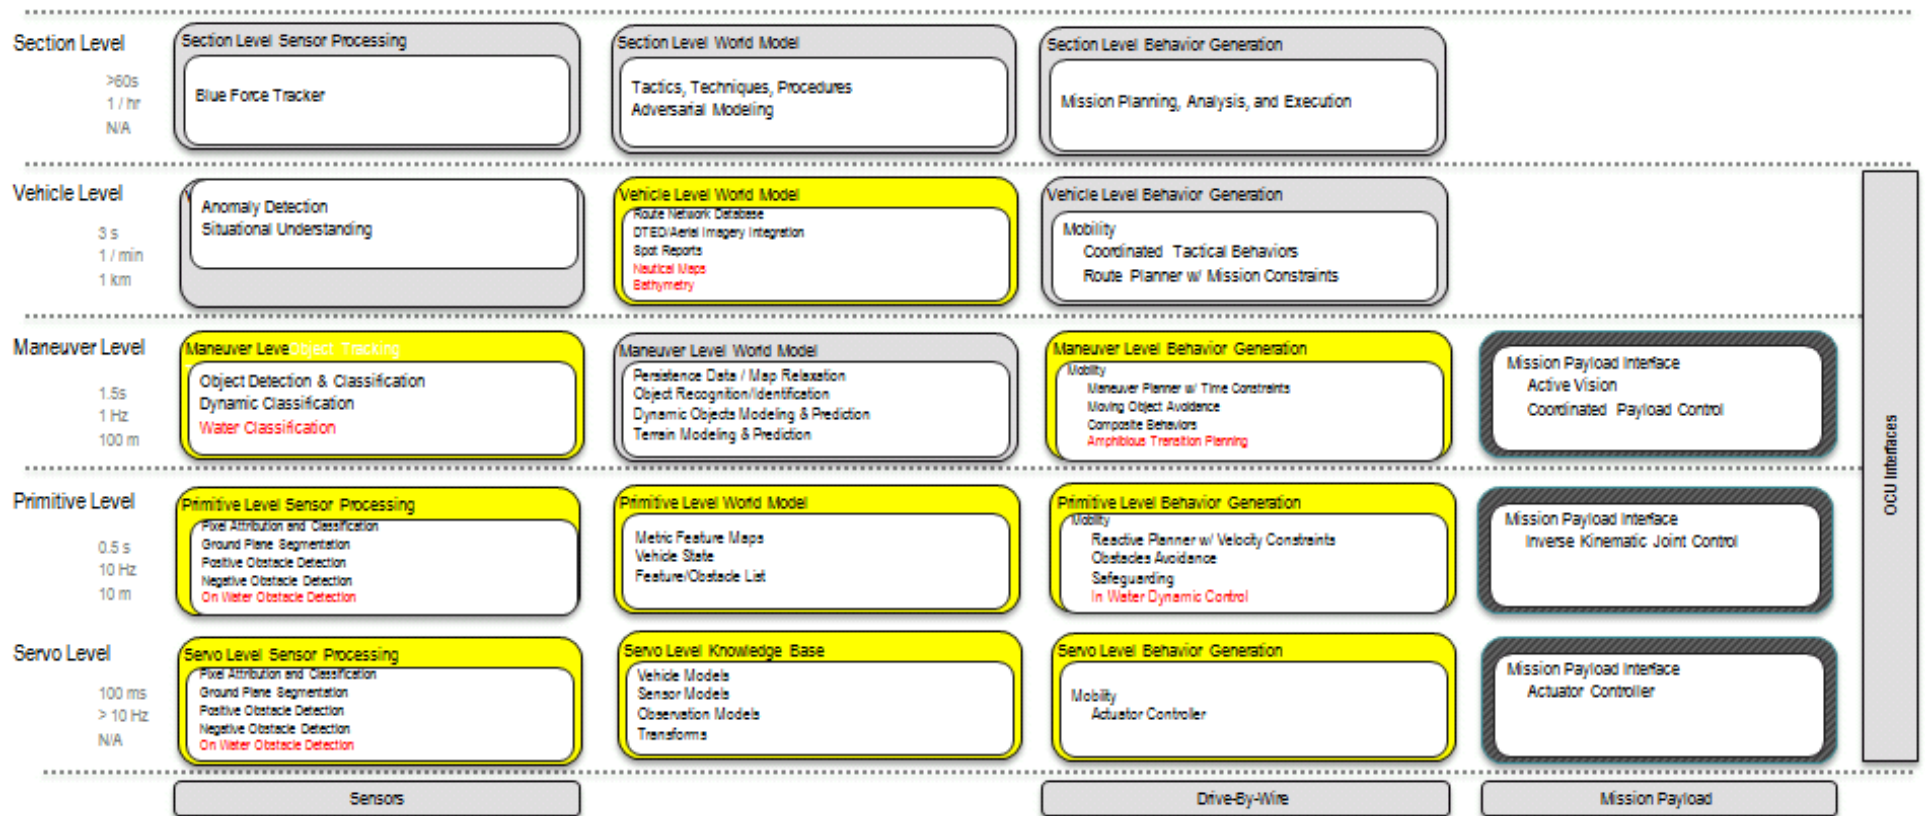 Section Level
>60s
1 / hr
N/A
Section Level Sensor Processing
Blue Force Tracker
Section Level World Model
Tactics, Techniques, Procedures
Adversarial Modeling
Section Level Behavior Generation
Mission Planning, Analysis, and Execution
Vehicle Level
3 s
1 / min
1 km
Anomaly Detection
Situational Understanding
Vehicle Level World Model
Route Network Database
DTED/Aerial Imagery Integration
Spot Reports
Nautical Maps
Bathymetry
Vehicle Level Behavior Generation
Mobility
Coordinated Tactical Behaviors
Route Planner w/ Mission Constraints
Maneuver Level
1.5s
1 Hz
100 m
Maneuver Leve
Object Tracking
Object Detection & Classification
Dynamic Classification
Water Classification
Maneuver Level World Model
Persistence Data / Map Relaxation
Object Recognition/Identification
Dynamic Objects Modeling & Prediction
Terrain Modeling & Prediction
Maneuver Level Behavior Generation
Mobility
Maneuver Planner w/ Time Constraints
Moving Object Avoidance
Composite Behaviors
Amphibious Transition Planning
Mission Payload Interface
Active Vision
Coordinated Payload Control
Primitive Level
0.5 s
10 Hz
10 m
Primitive Level Sensor Processing
Pixel Attribution and Classification
Ground Plane Segmentation
Positive Obstacle Detection
Negative Obstacle Detection
On Water Obstacle Detection
Primitive Level World Model
Metric Feature Maps
Vehicle State
Feature/Obstacle List
Primitive Level Behavior Generation
Mobility
Reactive Planner w/ Velocity Constraints
Obstacles Avoidance
Safeguarding
In Water Dynamic Control
Mission Payload Interface
Inverse Kinematic Joint Control
Servo Level
100 ms
> 10 Hz
N/A
Servo Level Sensor Processing
Pixel Attribution and Classification
Ground Plane Segmentation
Positive Obstacle Detection
Negative Obstacle Detection
On Water Obstacle Detection
Servo Level Knowledge Base
Vehicle Models
Sensor Models
Observation Models
Transforms
Servo Level Behavior Generation
Mobility
Actuator Controller
Mission Payload Interface
Actuator Controller
OCU Interfaces
Sensors
Drive-By-Wire
Mission Payload